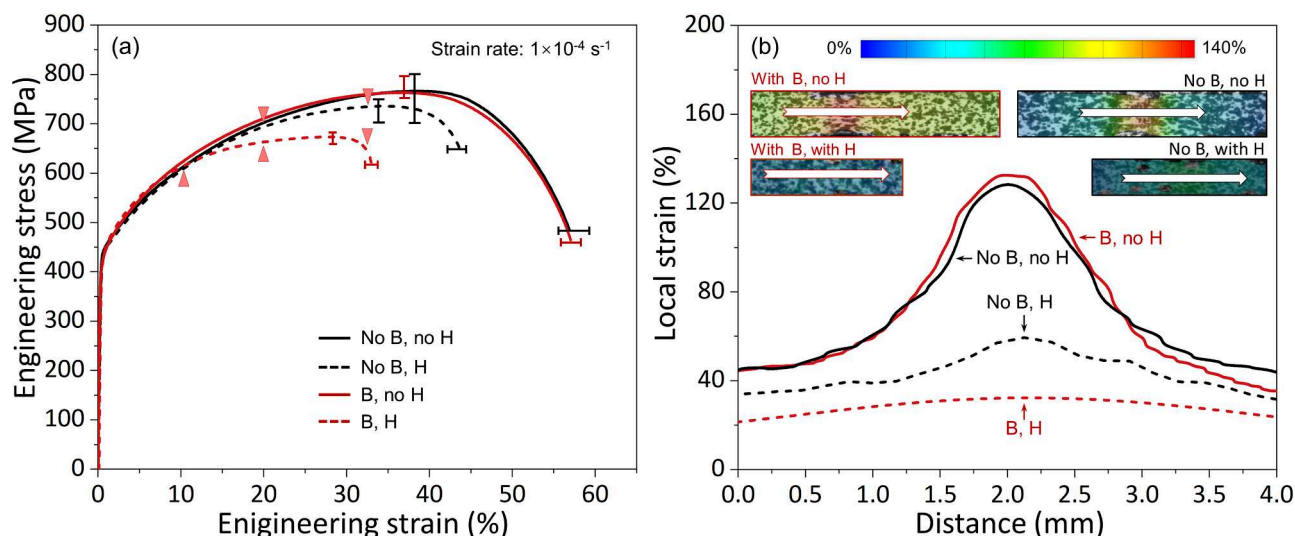 (a)
Strain rate: 1×10⁻⁴ s⁻¹
Engineering stress (MPa)
900
800
700
600
500
400
300
200
100
0
No B, no H
No B, H
B, no H
B, H
0 10 20 30 40 50 60
Enigineering strain (%)
(b)
0% 140%
With B, no H
No B, no H
With B, with H
No B, with H
Local strain (%)
200
160
120
80
40
0
B, no H
No B, no H
No B, H
B, H
0.0 0.5 1.0 1.5 2.0 2.5 3.0 3.5 4.0
Distance (mm)